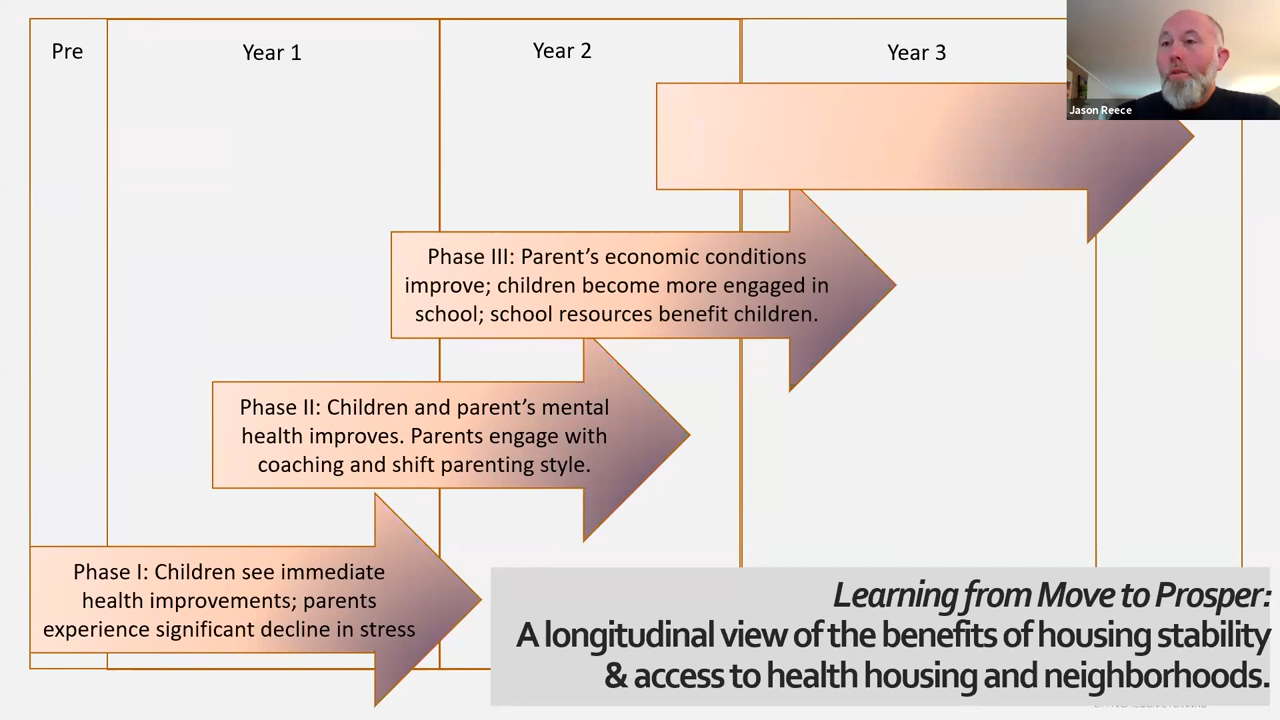 Pre
Year 1
Year 2
Year 3
Jason Reece
Phase III: Parent’s economic conditions
improve; children become more engaged in
school; school resources benefit children.
Phase II: Children and parent’s mental
health improves. Parents engage with
coaching and shift parenting style.
Phase I: Children see immediate
health improvements; parents
experience significant decline in stress
Learning from Move to Prosper:
A longitudinal view of the benefits of housing stability
& access to health housing and neighborhoods.